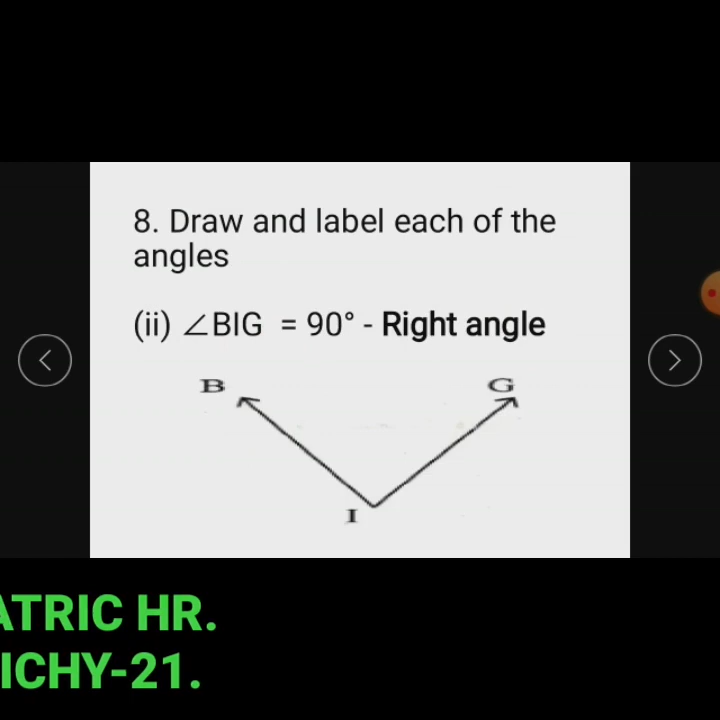 8. Draw and label each of the
angles
(ii) ∠BIG = 90° - Right angle
B
G
I
ATRIC HR.
ICHY-21.